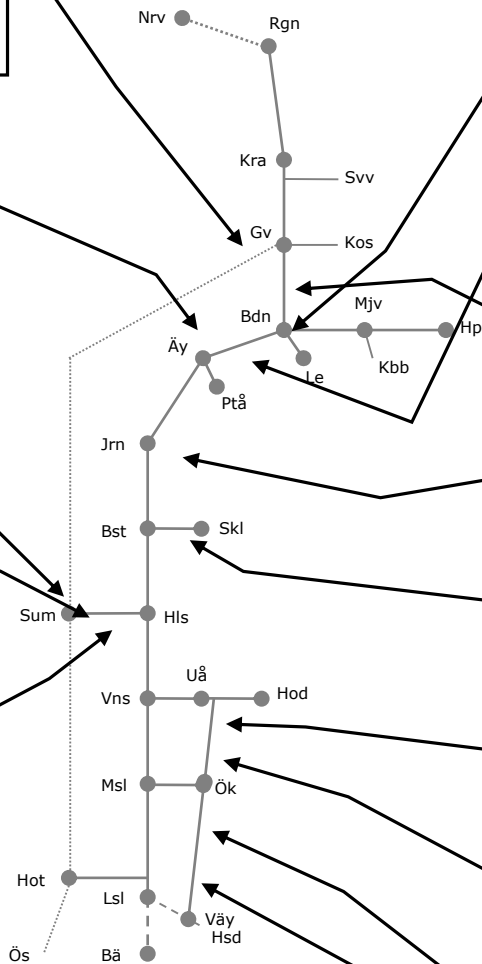 Nrv
Rgn
Kra
Svv
Gv
Kos
Mjv
Bdn
Hp
Äy
Kbb
Le
Ptå
Jrn
Bst
Skl
Sum
Hls
Uå
Vns
Hod
Msl
Ök
Hot
Lsl
Väy
Hsd
Ös
Bä